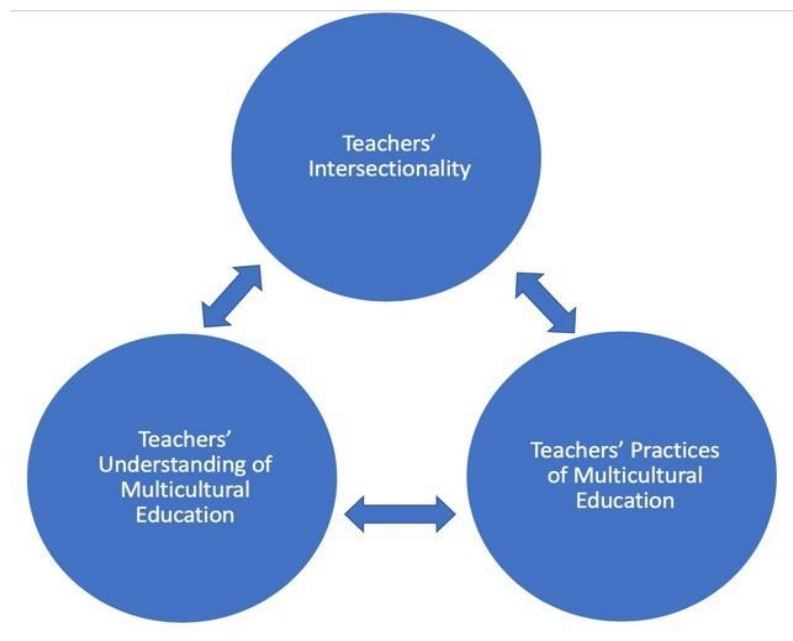 Teachers’
Intersectionality
Teachers’
Understanding of
Multicultural
Education
Teachers’ Practices
of Multicultural
Education